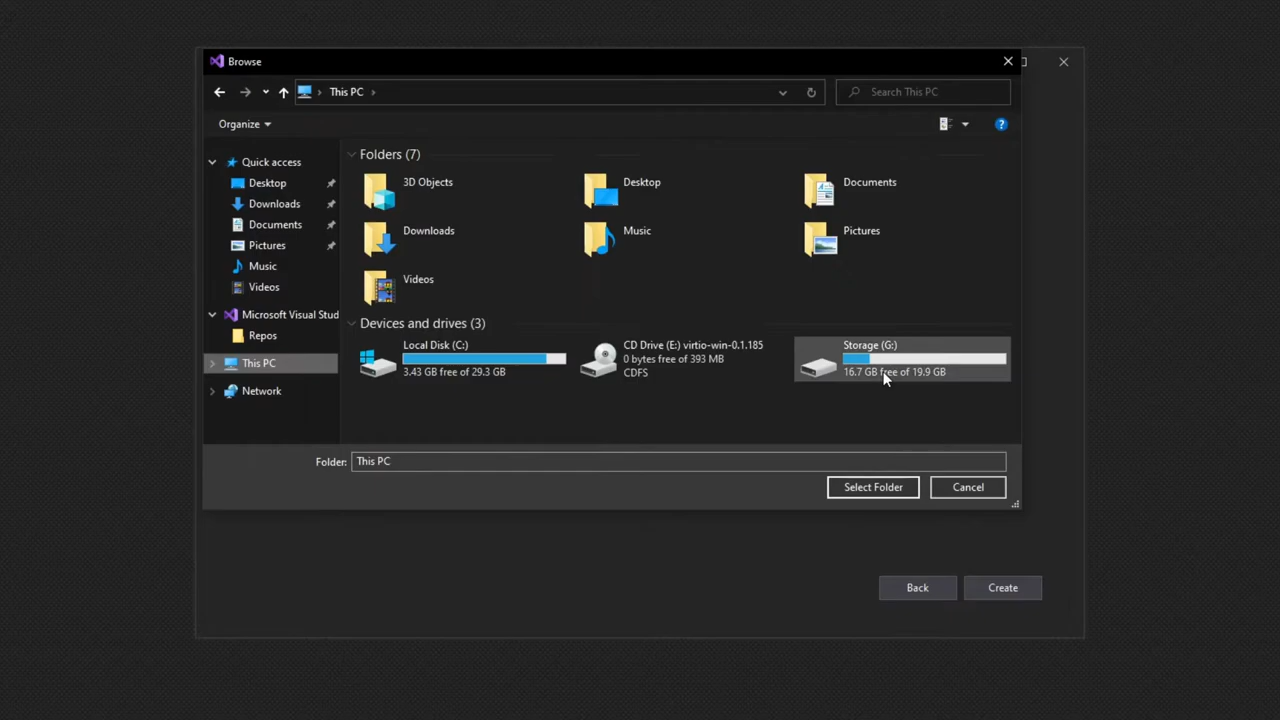 Browse
This PC
Search This PC
Organize
Quick access
Desktop
Downloads
Documents
Pictures
Music
Videos
Microsoft Visual Stud
Repos
This PC
Network
Folders (7)
3D Objects
Desktop
Documents
Downloads
Music
Pictures
Videos
Devices and drives (3)
Local Disk (C:)
3.43 GB free of 29.3 GB
CD Drive (E:) virtio-win-0.1.185
0 bytes free of 393 MB
CDFS
Storage (G:)
16.7 GB free of 19.9 GB
Folder: This PC
Select Folder
Cancel
Back
Create